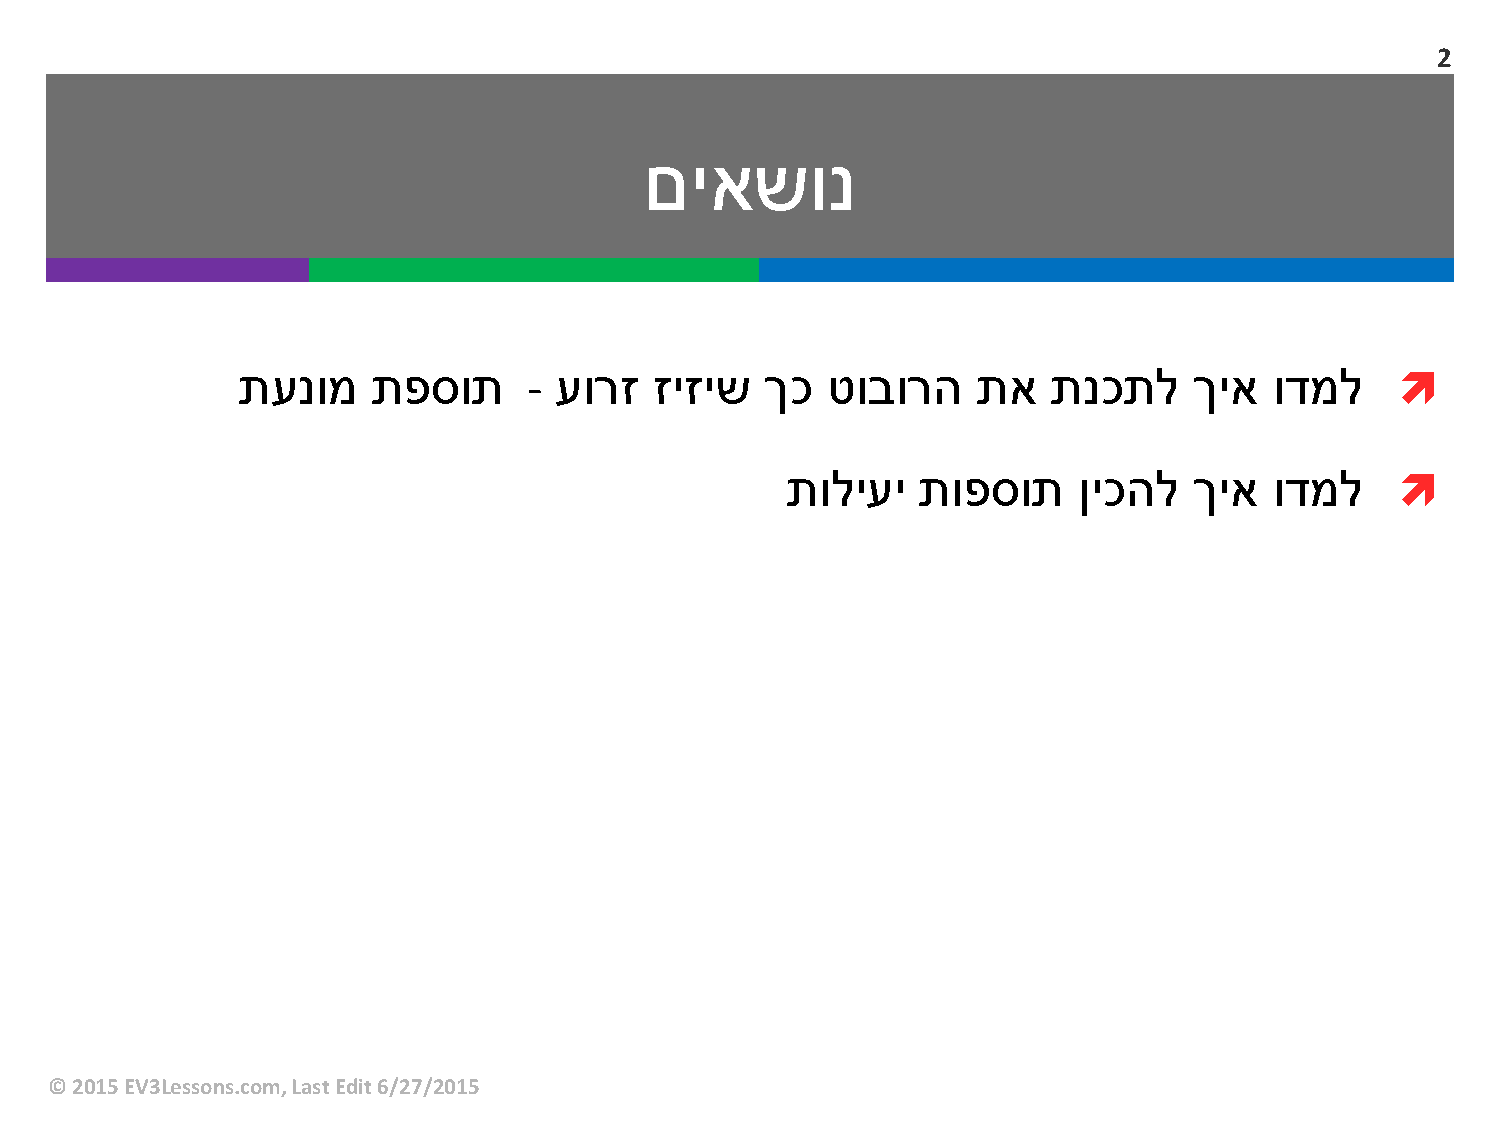 2
נושאים
למדו איך לתכנת את הרובוט כך שיזיז זרוע - תוספת מונעת
למדו איך להכין תוספות יעילות
© 2015 EV3Lessons.com, Last Edit 6/27/2015